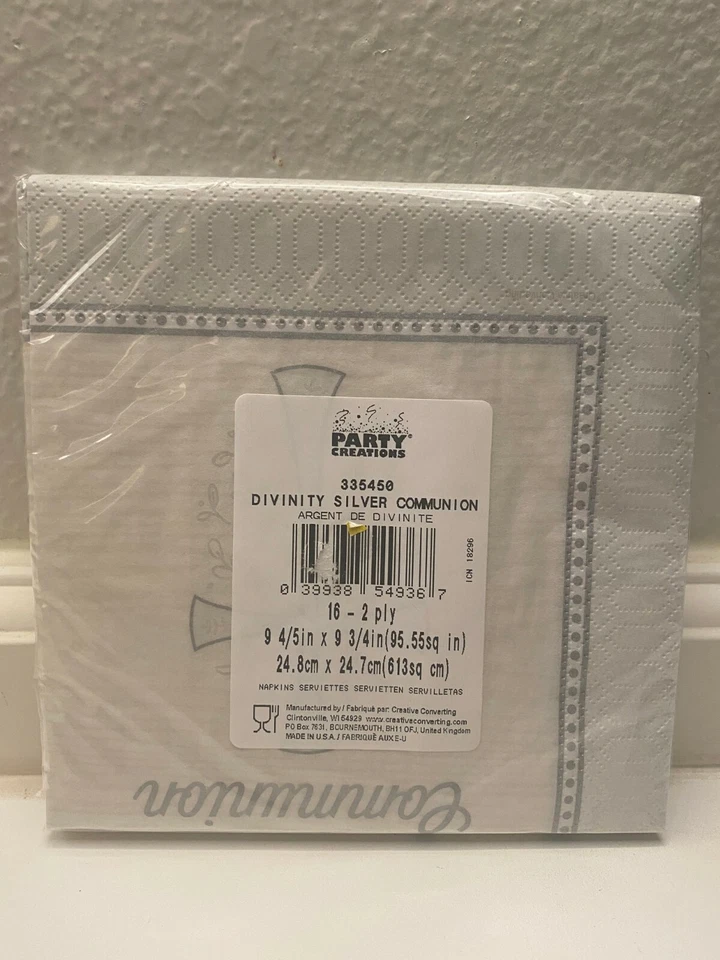 PARTY®
CREATIONS
335450
DIVINITY SILVER COMMUNION
ARGENT DE DIVINITE
ICN 18296
0 39938 54936 7
16 - 2 ply
9 4/5in x 9 3/4in(95.55sq in)
24.8cm x 24.7cm(613sq cm)
NAPKINS SERVIETTES SERVIETTEN SERVILLETAS
Manufactured by / Fabriqué par: Creative Converting
Clintonville, WI 54929 www.creativeconverting.com
PO Box 7631, BOURNEMOUTH, BH11 OFJ, United Kingdom
MADE IN U.S.A. / FABRIQUÉ AUX E-U
Communion